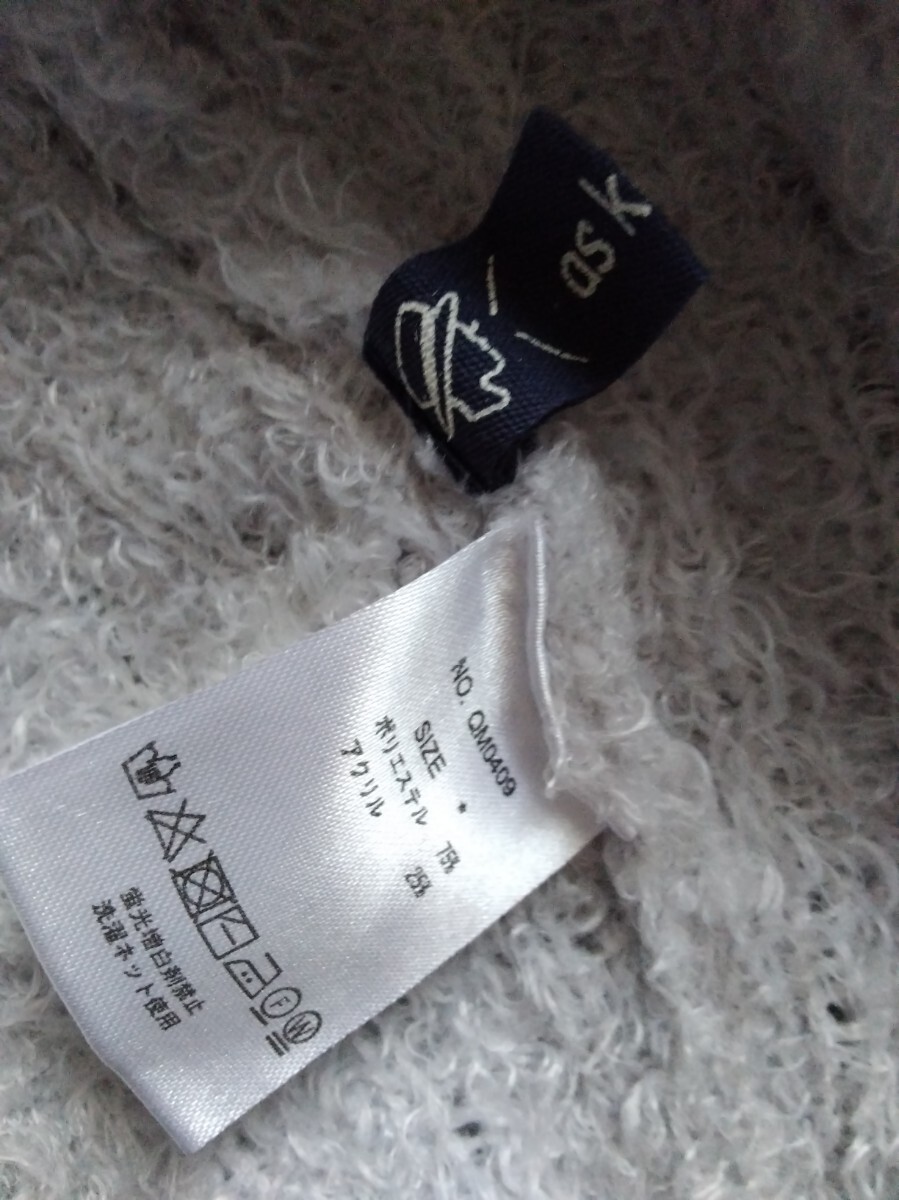 ask
NO. QM0409
SIZE *
ポリエステル 75%
アクリル 25%
F W
蛍光増白剤禁止
洗濯ネット使用